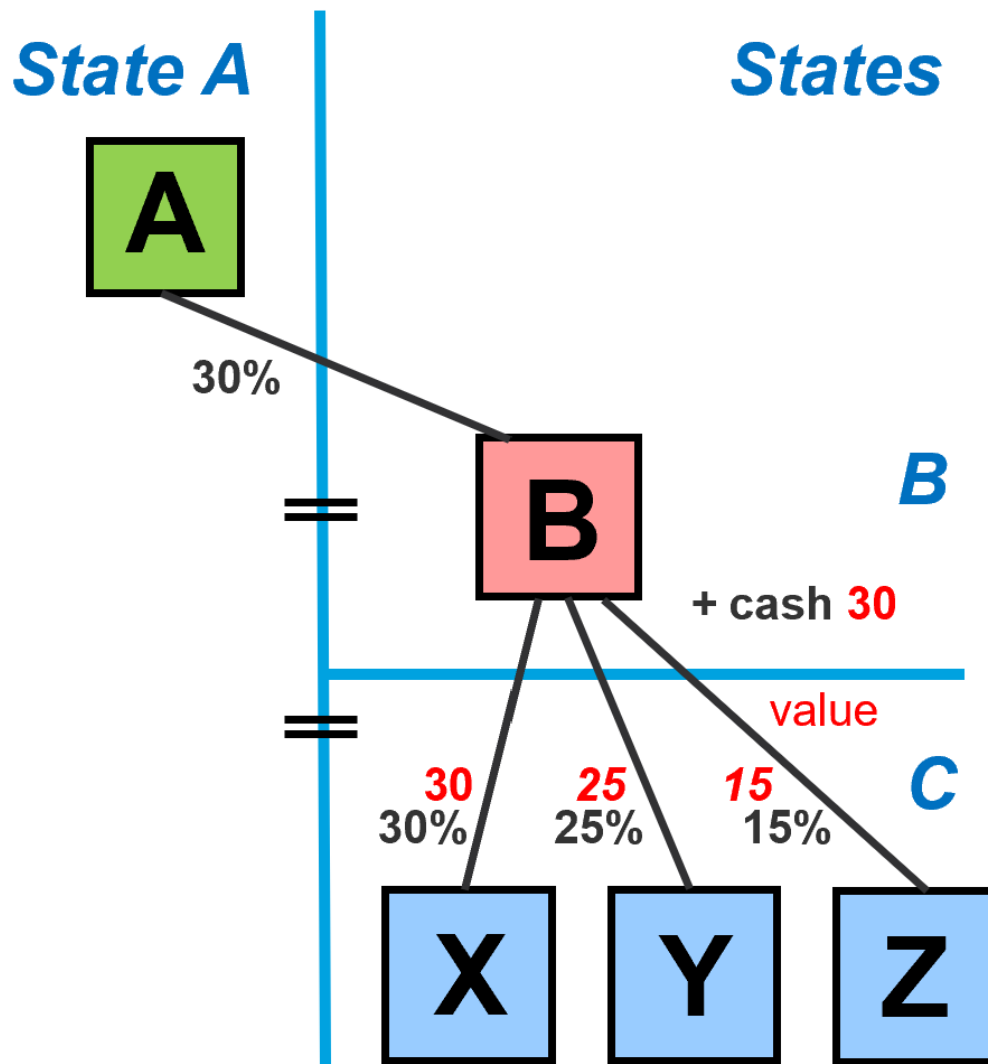 State A
States
A
30%
B
B
+ cash 30
value
30
25
15
C
30%
25%
15%
X
Y
Z